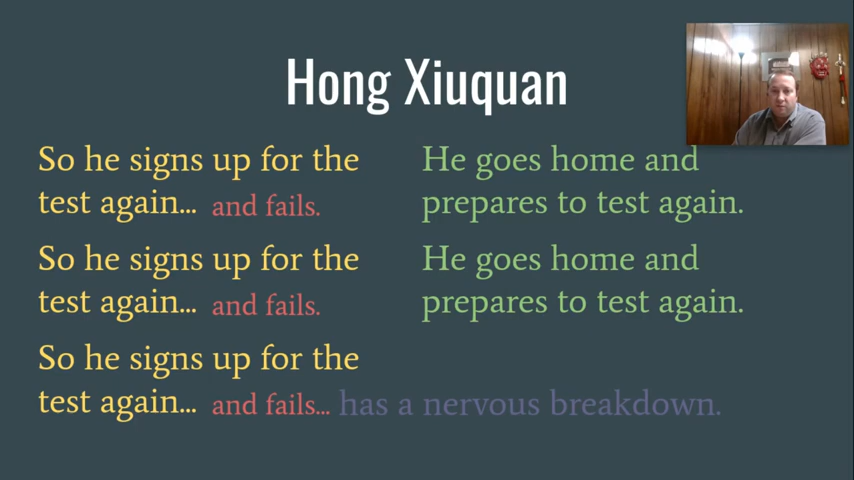 Hong Xiuquan
So he signs up for the
test again... and fails.
He goes home and
prepares to test again.
So he signs up for the
test again... and fails.
He goes home and
prepares to test again.
So he signs up for the
test again... and fails... has a nervous breakdown.